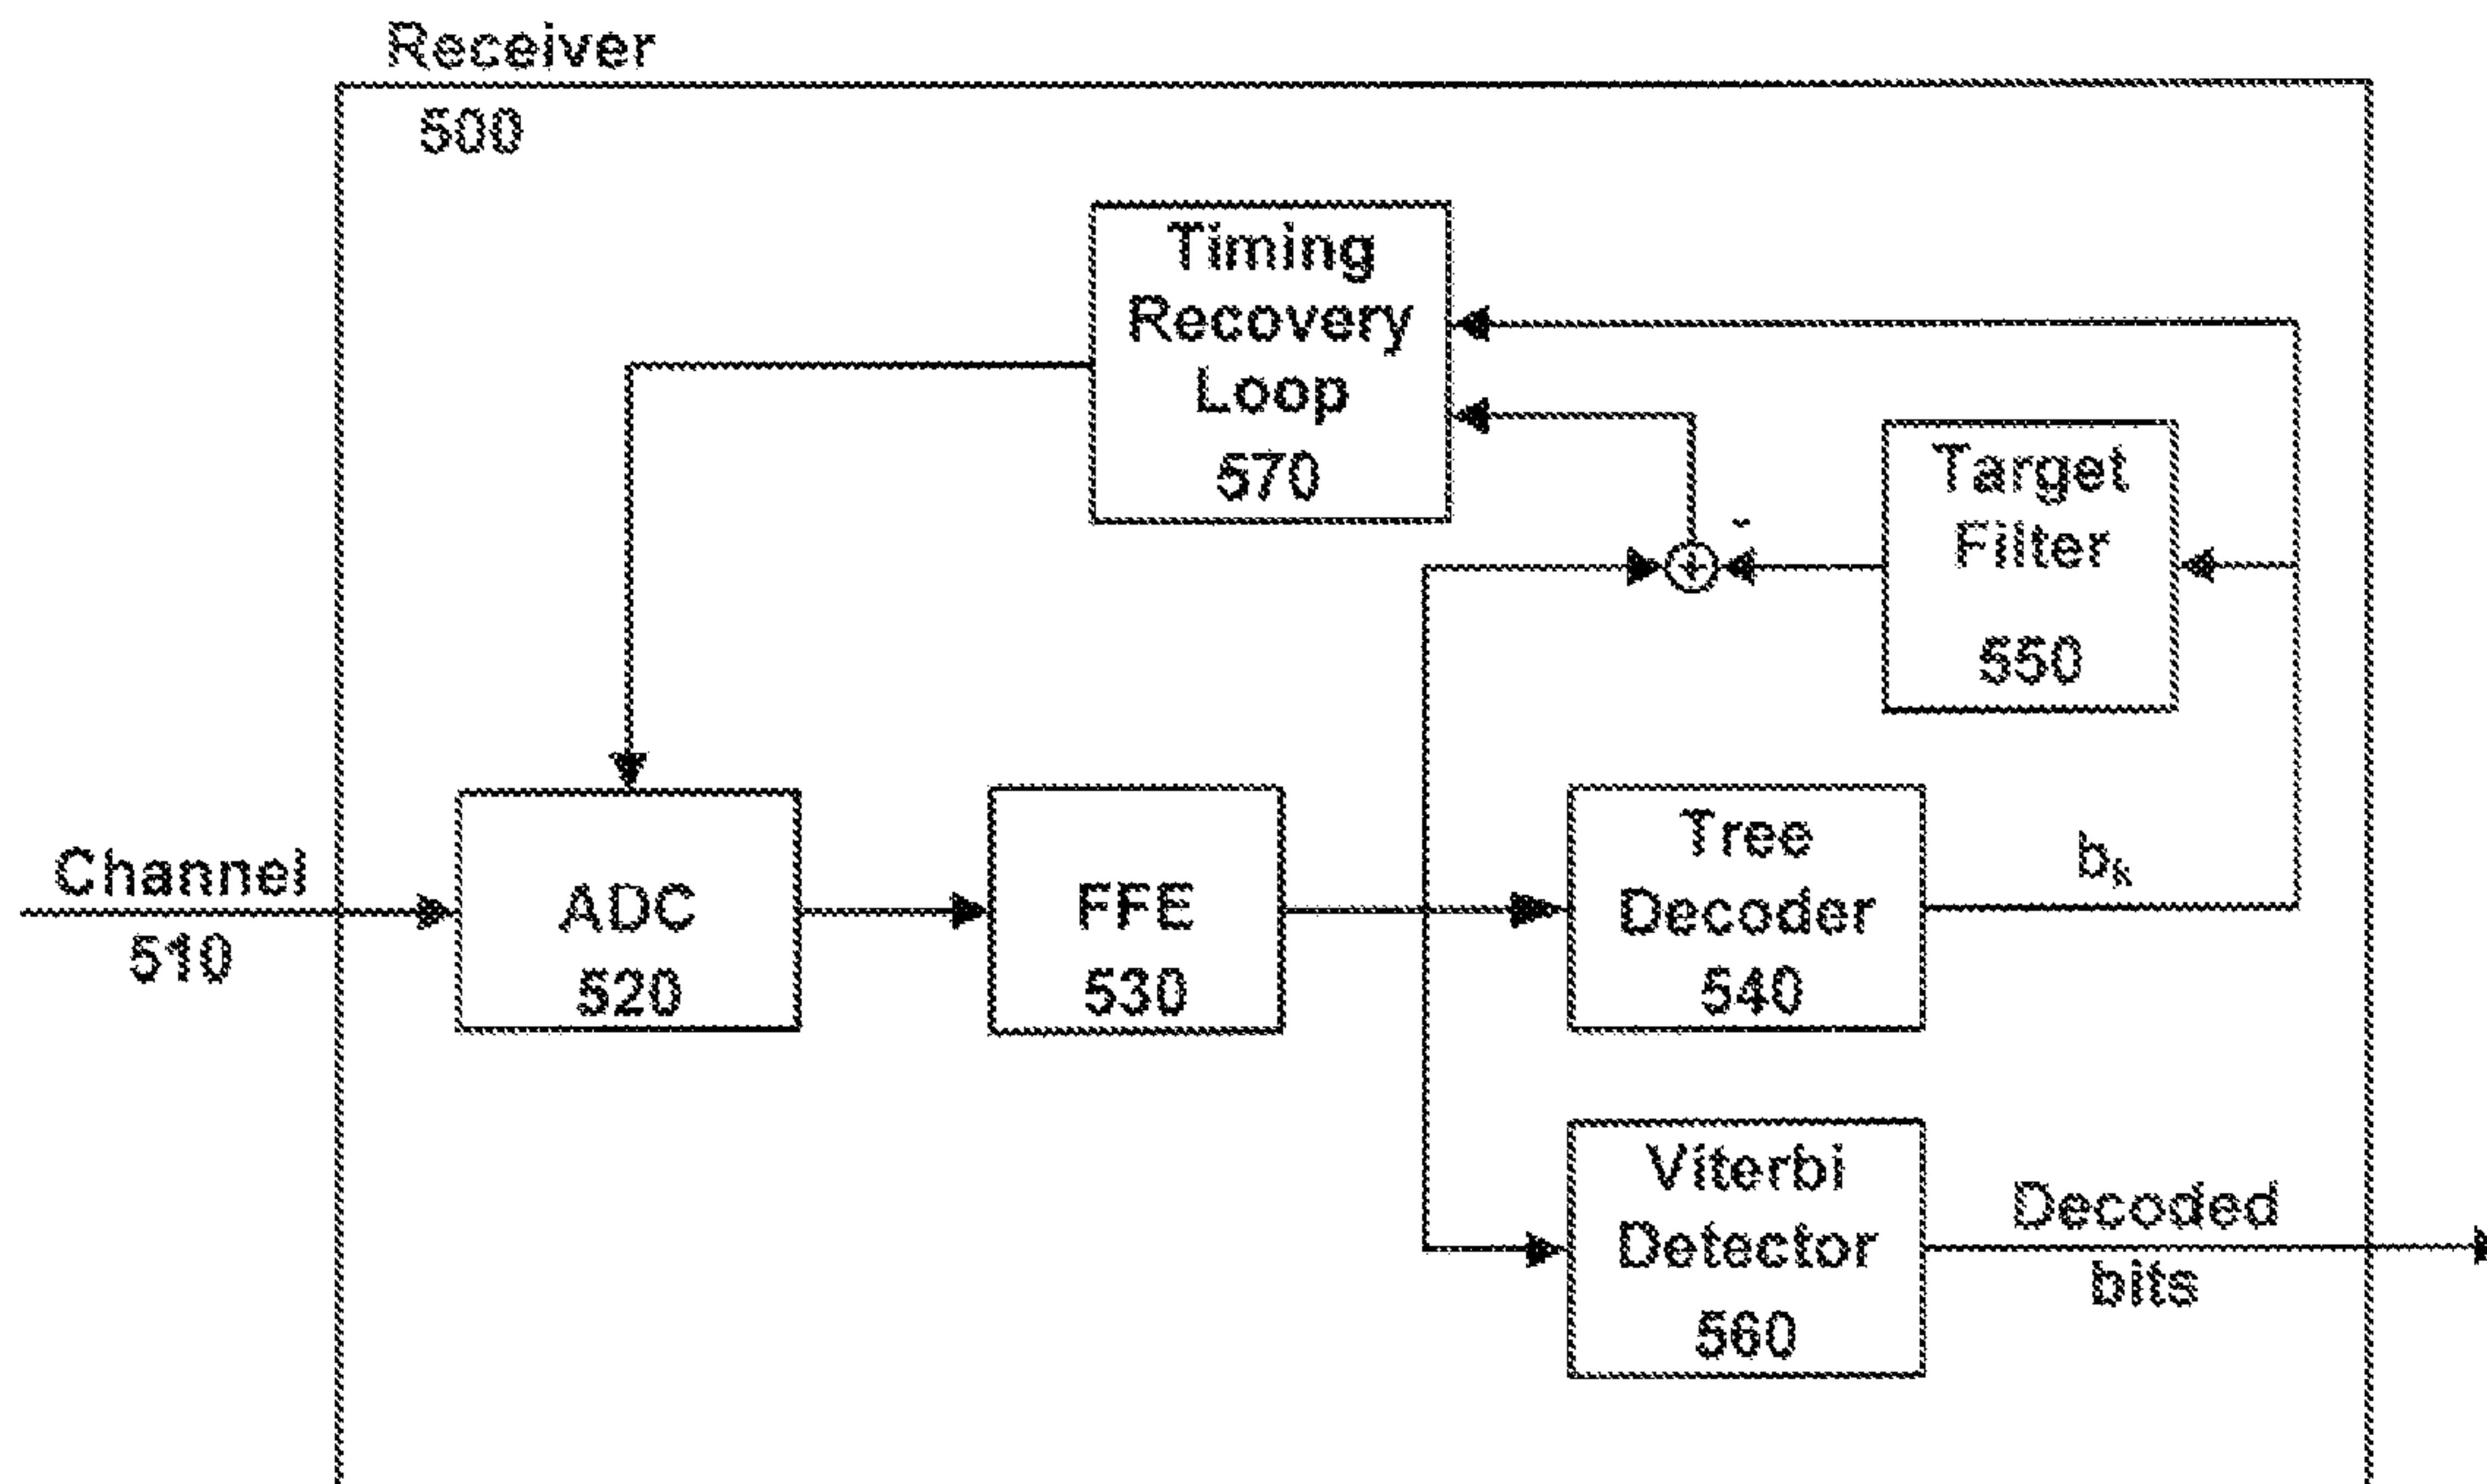 Receiver
500
Timing
Recovery
Loop
570
-
Target
Filter
550
+
Channel
510
ADC
520
FFE
530
Tree
Decoder
540
bₖ
Viterbi
Detector
560
Decoded
bits